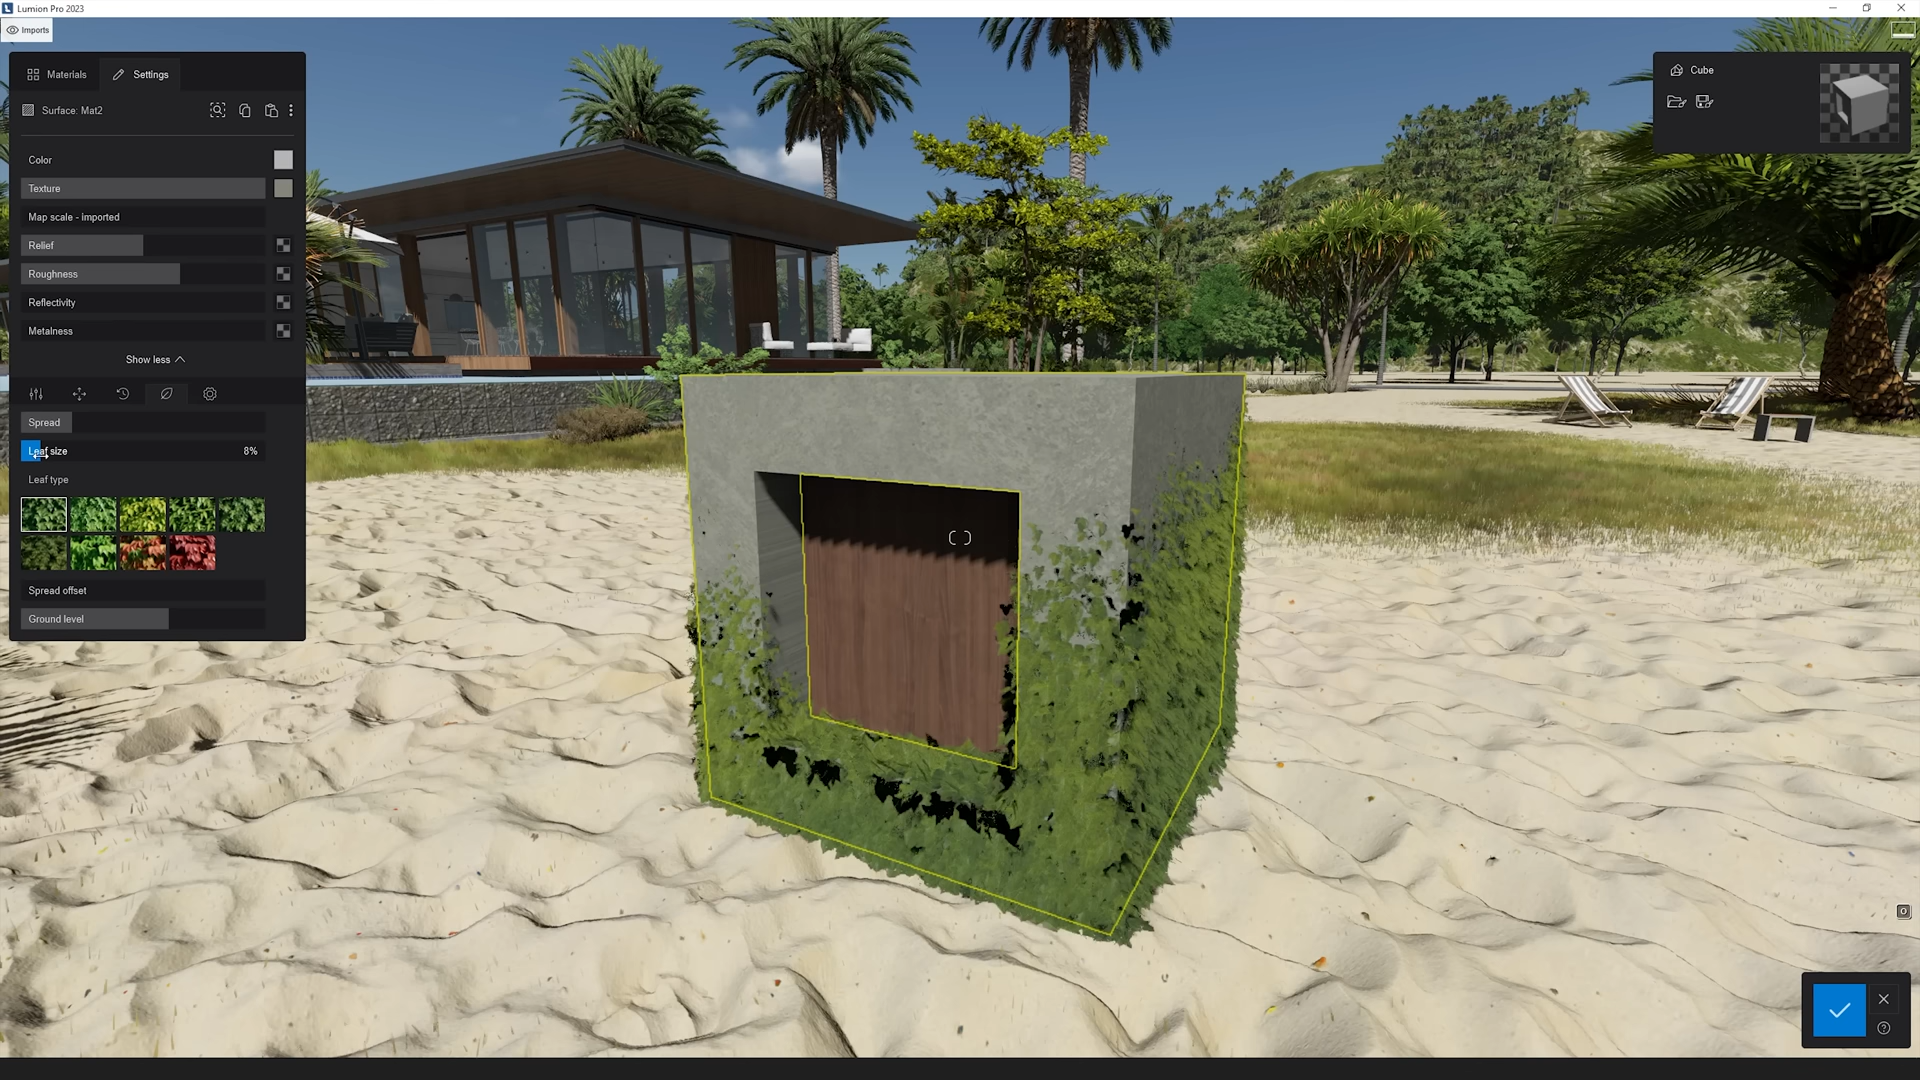 Lumion Pro 2023
Imports
Materials
Settings
Surface: Mat2
Color
Texture
Map scale - imported
Relief
Roughness
Reflectivity
Metalness
Show less
Spread
Leaf size 8%
Leaf type
Spread offset
Ground level
Cube